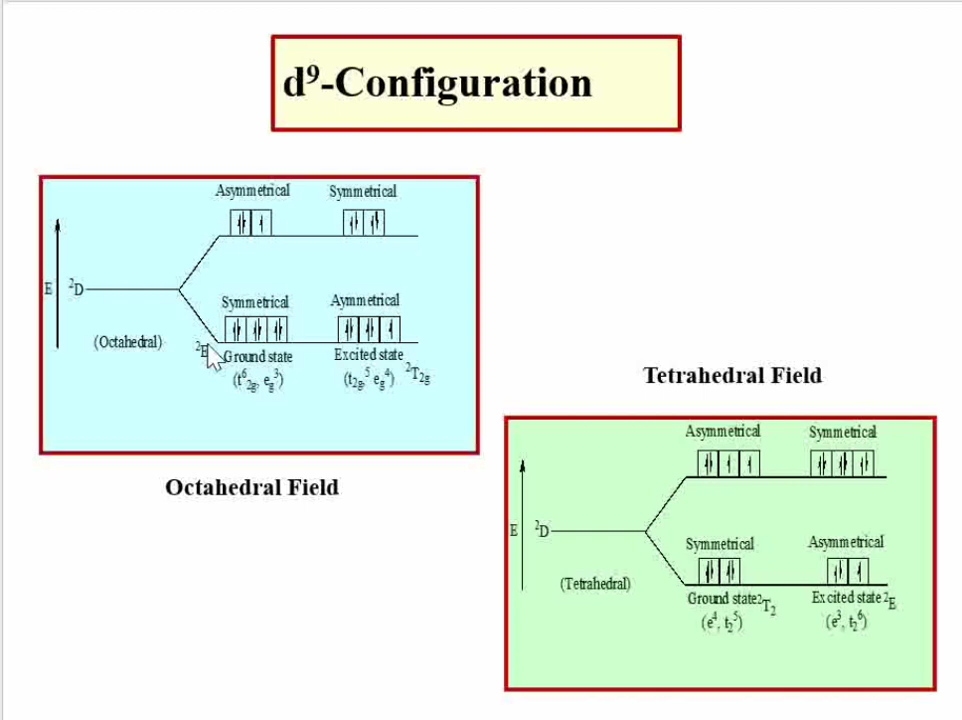 d⁹-Configuration
Asymmetrical Symmetrical
E ²D
Symmetrical Aymmetrical
(Octahedral)
²E Ground state Excited state
(t⁶₂g, eg³) (t₂g⁵ eg⁴) ²T₂g
Octahedral Field
Tetrahedral Field
Asymmetrical Symmetrical
E ²D
Symmetrical Asymmetrical
(Tetrahedral)
Ground state ²T₂ Excited state ²E
(e⁴, t₂⁵) (e³, t₂⁶)